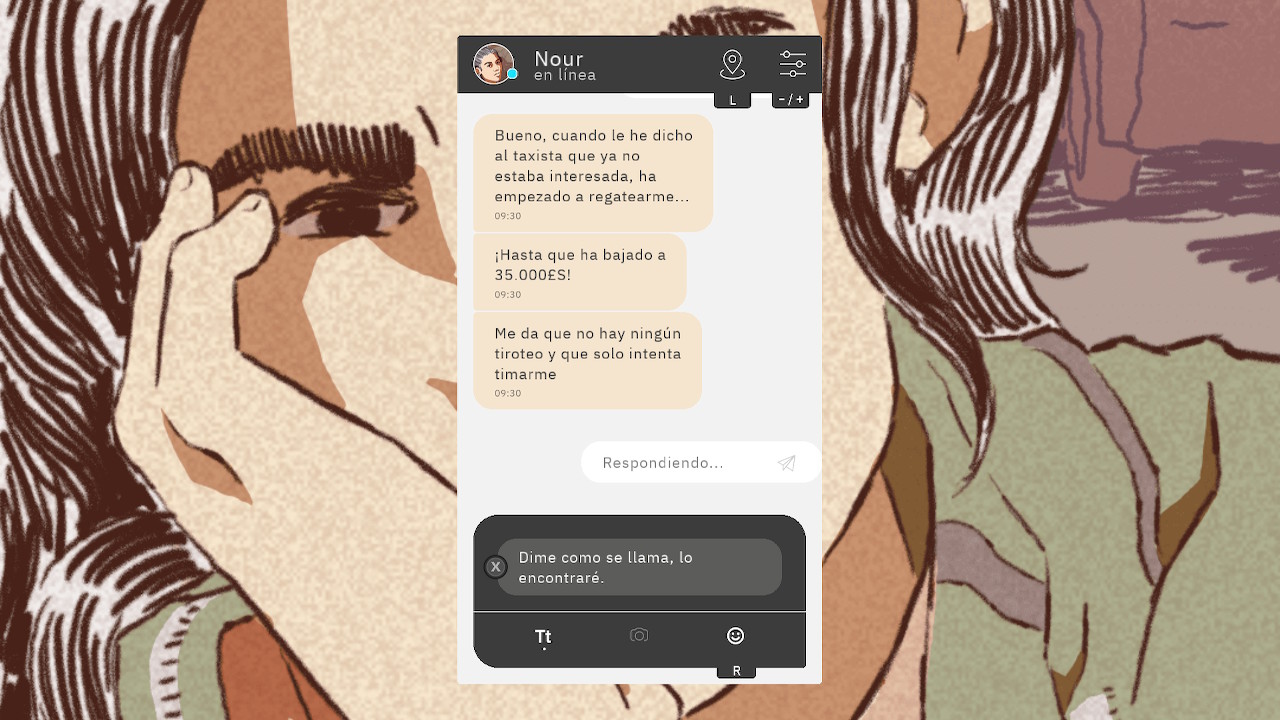 Nour
en línea
L
-/+
Bueno, cuando le he dicho
al taxista que ya no
estaba interesada, ha
empezado a regatearme...
09:30
¡Hasta que ha bajado a
35.000£S!
09:30
Me da que no hay ningún
tiroteo y que solo intenta
timarme
09:30
Respondiendo...
X
Dime como se llama, lo
encontraré.
Tt
R